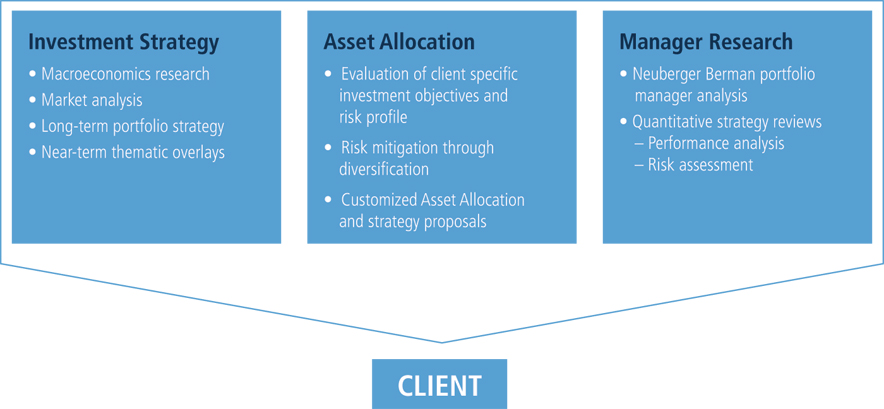 Investment Strategy
• Macroeconomics research
• Market analysis
• Long-term portfolio strategy
• Near-term thematic overlays
Asset Allocation
• Evaluation of client specific
investment objectives and
risk profile
• Risk mitigation through
diversification
• Customized Asset Allocation
and strategy proposals
Manager Research
• Neuberger Berman portfolio
manager analysis
• Quantitative strategy reviews
– Performance analysis
– Risk assessment
CLIENT